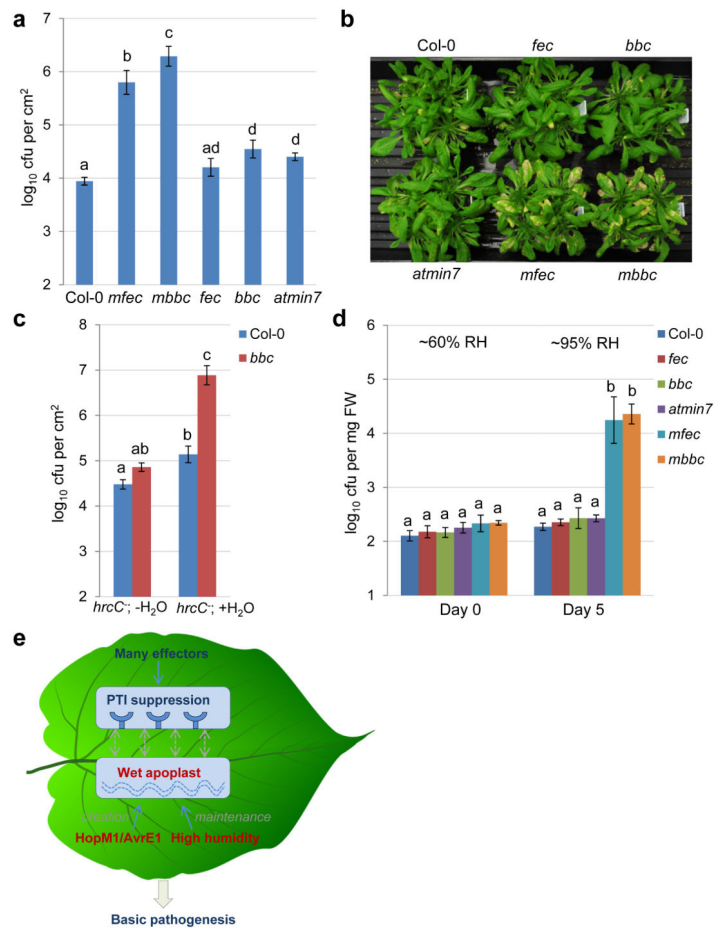 a
log₁₀ cfu per cm²
7
6
5
4
3
2
a
b
c
ad
d
d
Col-0 mfec mbbc fec bbc atmin7
b
Col-0 fec bbc
atmin7 mfec mbbc
c
log₁₀ cfu per cm²
8
7
6
5
4
3
2
1
0
a
ab
b
c
Col-0
bbc
hrcC⁻; -H₂O hrcC⁻; +H₂O
d
log₁₀ cfu per mg FW
6
5
4
3
2
1
~60% RH ~95% RH
a a a a a a a a a a b b
Day 0 Day 5
Col-0
fec
bbc
atmin7
mfec
mbbc
e
Many effectors
PTI suppression
Wet apoplast
creation maintenance
HopM1/AvrE1 High humidity
Basic pathogenesis